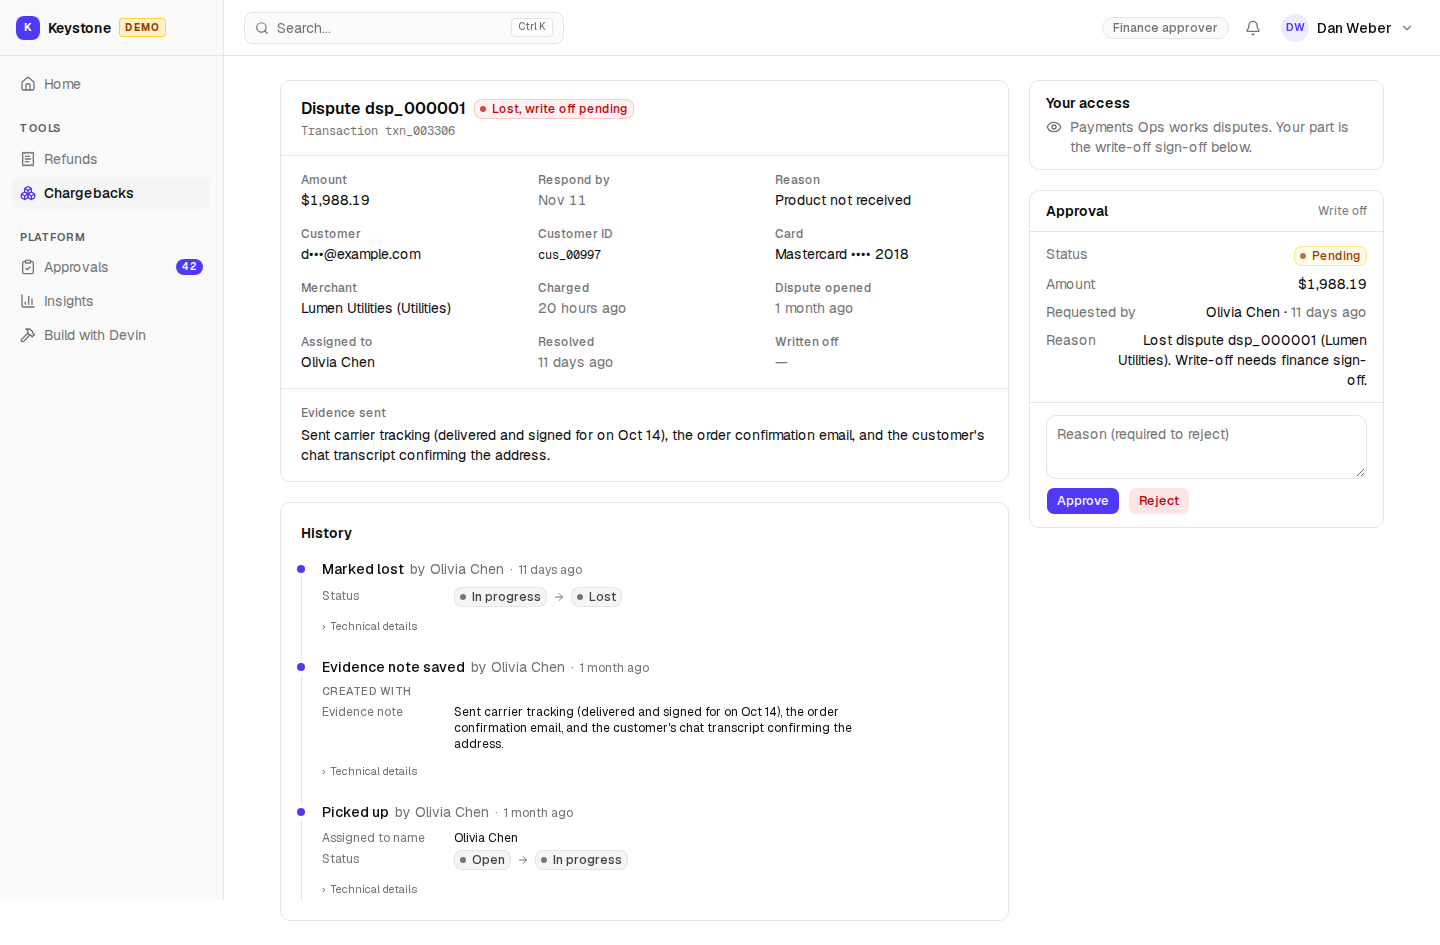 K Keystone DEMO
Search...
Ctrl K
Finance approver
DW Dan Weber
Home
TOOLS
Refunds
Chargebacks
PLATFORM
Approvals 42
Insights
Build with Devin
Dispute dsp_000001 Lost, write off pending
Transaction txn_003306
Amount Respond by Reason
$1,988.19 Nov 11 Product not received
Customer Customer ID Card
d•••@example.com cus_00997 Mastercard •••• 2018
Merchant Charged Dispute opened
Lumen Utilities (Utilities) 20 hours ago 1 month ago
Assigned to Resolved Written off
Olivia Chen 11 days ago —
Evidence sent
Sent carrier tracking (delivered and signed for on Oct 14), the order confirmation email, and the customer's
chat transcript confirming the address.
History
Marked lost by Olivia Chen · 11 days ago
Status In progress → Lost
› Technical details
Evidence note saved by Olivia Chen · 1 month ago
CREATED WITH
Evidence note Sent carrier tracking (delivered and signed for on Oct 14), the order
confirmation email, and the customer's chat transcript confirming the
address.
› Technical details
Picked up by Olivia Chen · 1 month ago
Assigned to name Olivia Chen
Status Open → In progress
› Technical details
Your access
Payments Ops works disputes. Your part is
the write-off sign-off below.
Approval Write off
Status Pending
Amount $1,988.19
Requested by Olivia Chen · 11 days ago
Reason Lost dispute dsp_000001 (Lumen
Utilities). Write-off needs finance sign-
off.
Reason (required to reject)
Approve Reject